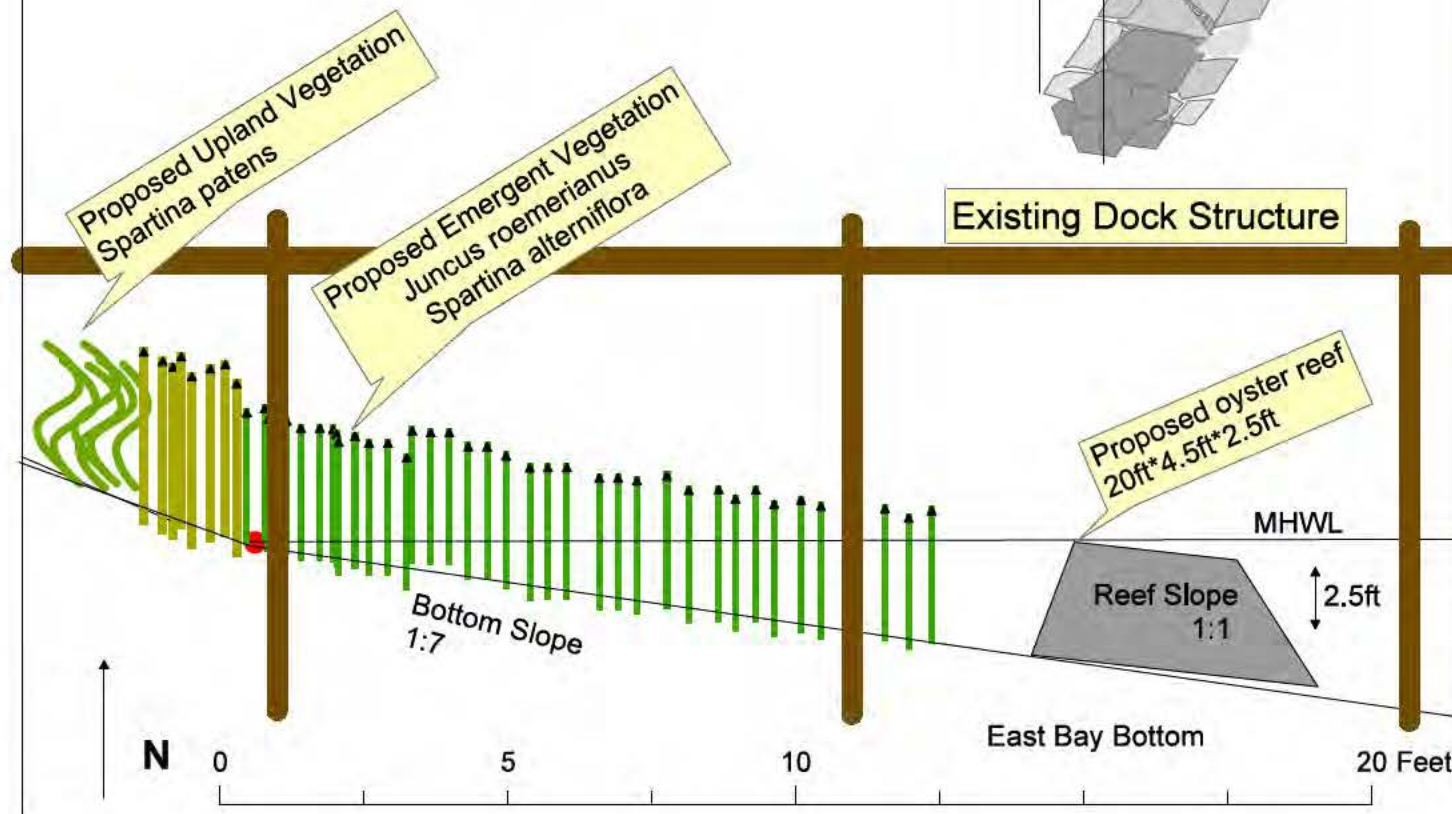 Proposed Upland Vegetation
Spartina patens
Proposed Emergent Vegetation
Juncus roemerianus
Spartina alterniflora
Existing Dock Structure
Proposed oyster reef
20ft*4.5ft*2.5ft
MHWL
Reef Slope
1:1
2.5ft
Bottom Slope
1:7
East Bay Bottom
N
0
5
10
20 Feet